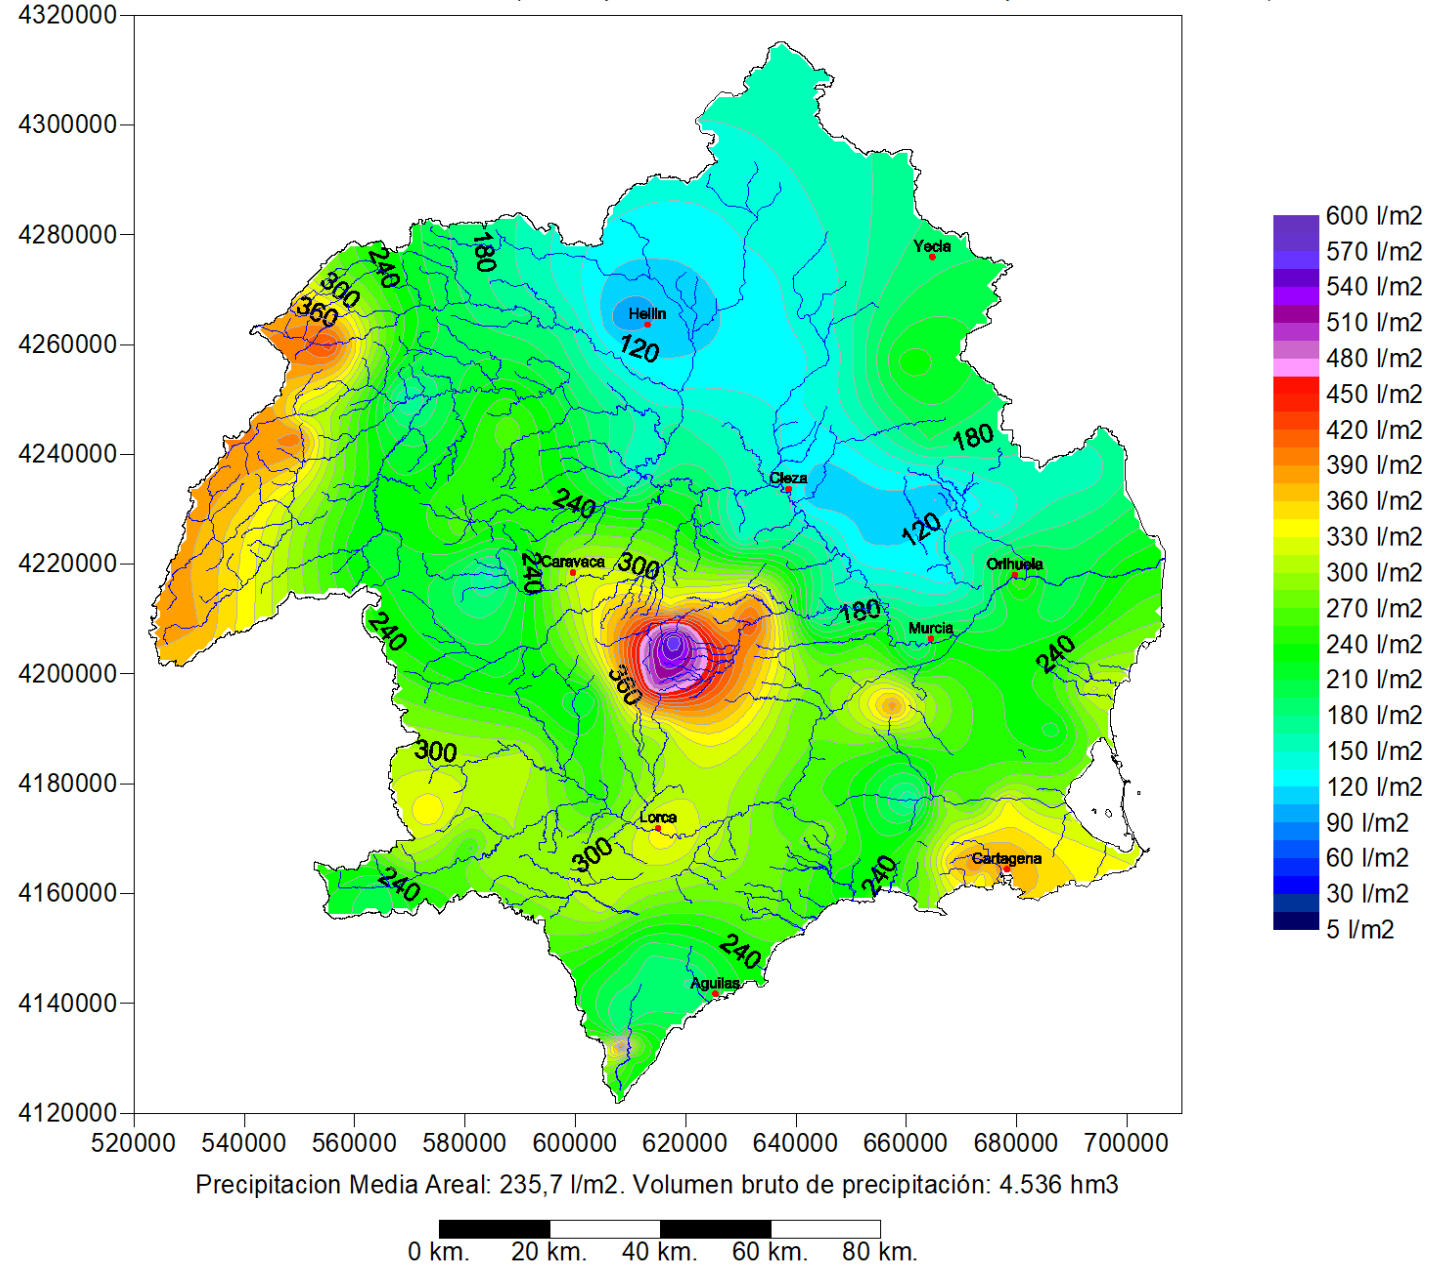 4320000
4300000
4280000
4260000
4240000
4220000
4200000
4180000
4160000
4140000
4120000
520000 540000 560000 580000 600000 620000 640000 660000 680000 700000
Yecla
180
240
300
360
Hellin
120
180
Cieza
240
120
Caravaca
300
240
Orihuela
180
Murcia
240
240
360
300
Lorca
300
Cartagena
240
240
240
Aguilas
600 l/m2
570 l/m2
540 l/m2
510 l/m2
480 l/m2
450 l/m2
420 l/m2
390 l/m2
360 l/m2
330 l/m2
300 l/m2
270 l/m2
240 l/m2
210 l/m2
180 l/m2
150 l/m2
120 l/m2
90 l/m2
60 l/m2
30 l/m2
5 l/m2
Precipitacion Media Areal: 235,7 l/m2. Volumen bruto de precipitación: 4.536 hm3
0 km. 20 km. 40 km. 60 km. 80 km.